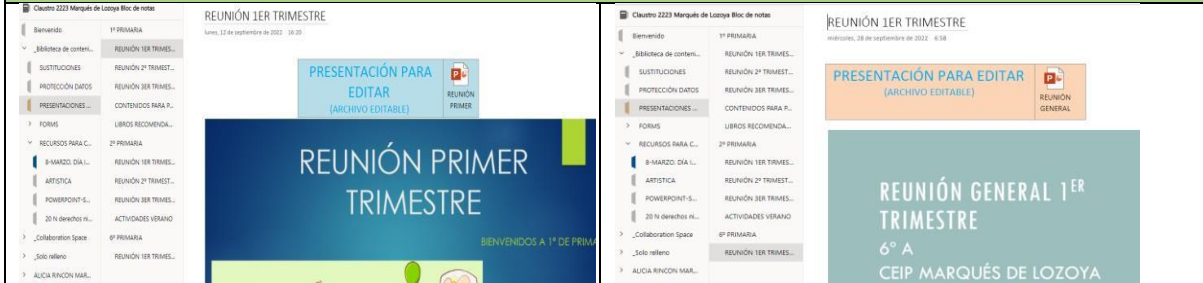 Claustro 2223 Marqués de Lozoya Bloc de notas
Bienvenido
_Biblioteca de conteni...
SUSTITUCIONES
PROTECCIÓN DATOS
PRESENTACIONES ...
FORMS
RECURSOS PARA C...
8-MARZO. DÍA I...
ARTISTICA
POWERPOINT-S...
20 N derechos ni...
_Collaboration Space
_Solo relleno
ALICIA RINCON MAR...
1º PRIMARIA
REUNIÓN 1ER TRIMES...
REUNIÓN 2º TRIMEST...
REUNIÓN 3ER TRIMES...
CONTENIDOS PARA P...
LIBROS RECOMENDA...
2º PRIMARIA
REUNIÓN 1ER TRIMES...
REUNIÓN 2º TRIMEST...
REUNIÓN 3ER TRIMES...
ACTIVIDADES VERANO
6º PRIMARIA
REUNIÓN 1ER TRIMES...
REUNIÓN 1ER TRIMESTRE
lunes, 12 de septiembre de 2022 16:20
PRESENTACIÓN PARA
EDITAR
(ARCHIVO EDITABLE)
REUNIÓN
PRIMER
REUNIÓN PRIMER
TRIMESTRE
BIENVENIDOS A 1º DE PRIMA
Claustro 2223 Marqués de Lozoya Bloc de notas
Bienvenido
_Biblioteca de conteni...
SUSTITUCIONES
PROTECCIÓN DATOS
PRESENTACIONES ...
FORMS
RECURSOS PARA C...
8-MARZO. DÍA I...
ARTISTICA
POWERPOINT-S...
20 N derechos ni...
_Collaboration Space
_Solo relleno
ALICIA RINCON MAR...
1º PRIMARIA
REUNIÓN 1ER TRIMES...
REUNIÓN 2º TRIMEST...
REUNIÓN 3ER TRIMES...
CONTENIDOS PARA P...
LIBROS RECOMENDA...
2º PRIMARIA
REUNIÓN 1ER TRIMES...
REUNIÓN 2º TRIMEST...
REUNIÓN 3ER TRIMES...
ACTIVIDADES VERANO
6º PRIMARIA
REUNIÓN 1ER TRIMES...
REUNIÓN 1ER TRIMESTRE
miércoles, 28 de septiembre de 2022 6:58
PRESENTACIÓN PARA EDITAR
(ARCHIVO EDITABLE)
REUNIÓN
GENERAL
REUNIÓN GENERAL 1ER
TRIMESTRE
6º A
CEIP MARQUÉS DE LOZOYA